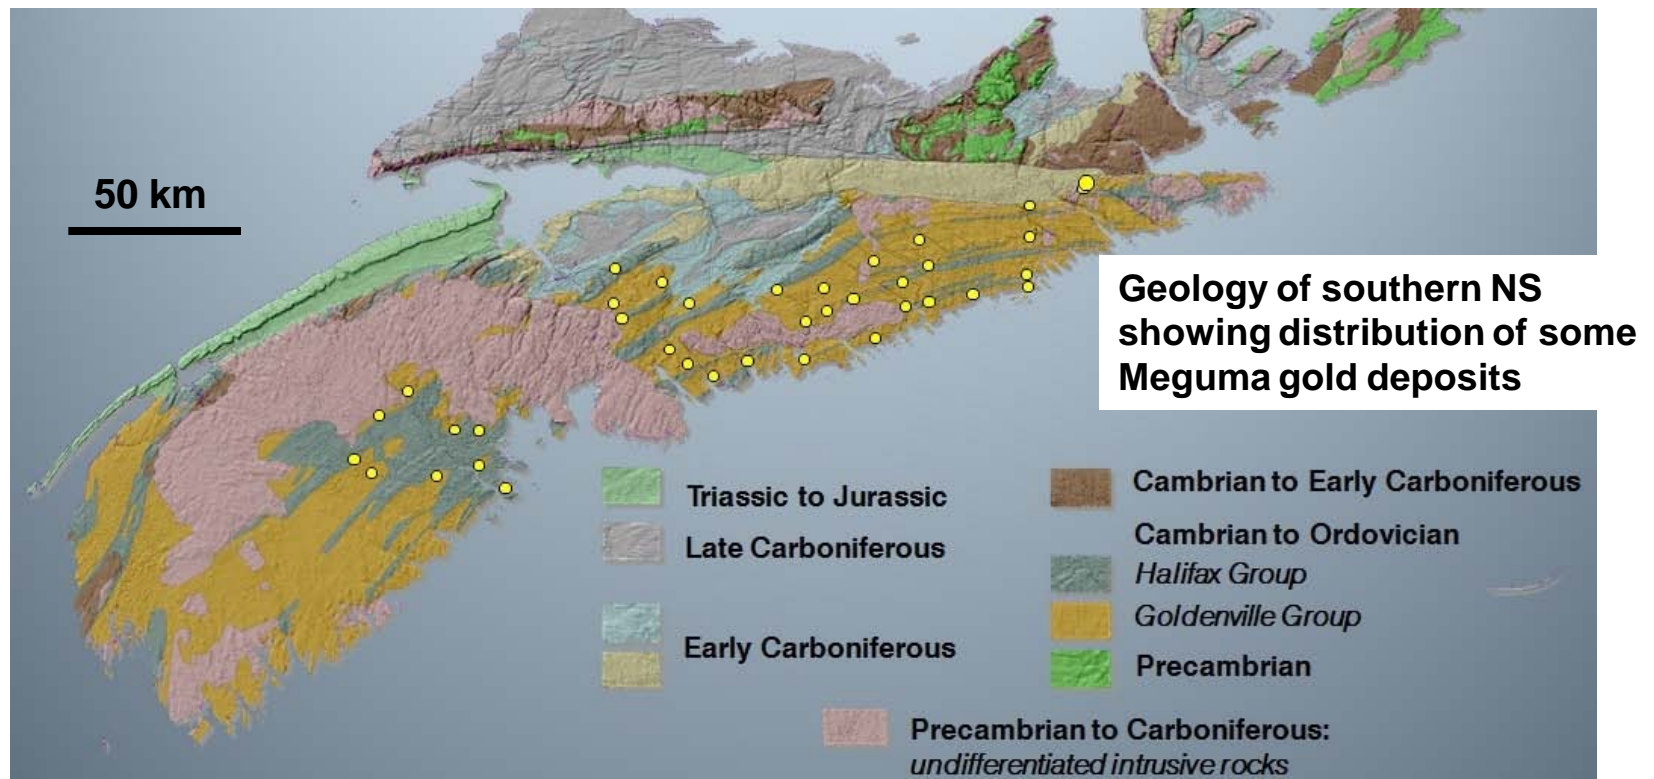 50 km
Geology of southern NS
showing distribution of some
Meguma gold deposits
Triassic to Jurassic
Late Carboniferous
Early Carboniferous
Cambrian to Early Carboniferous
Cambrian to Ordovician
Halifax Group
Goldenville Group
Precambrian
Precambrian to Carboniferous:
undifferentiated intrusive rocks